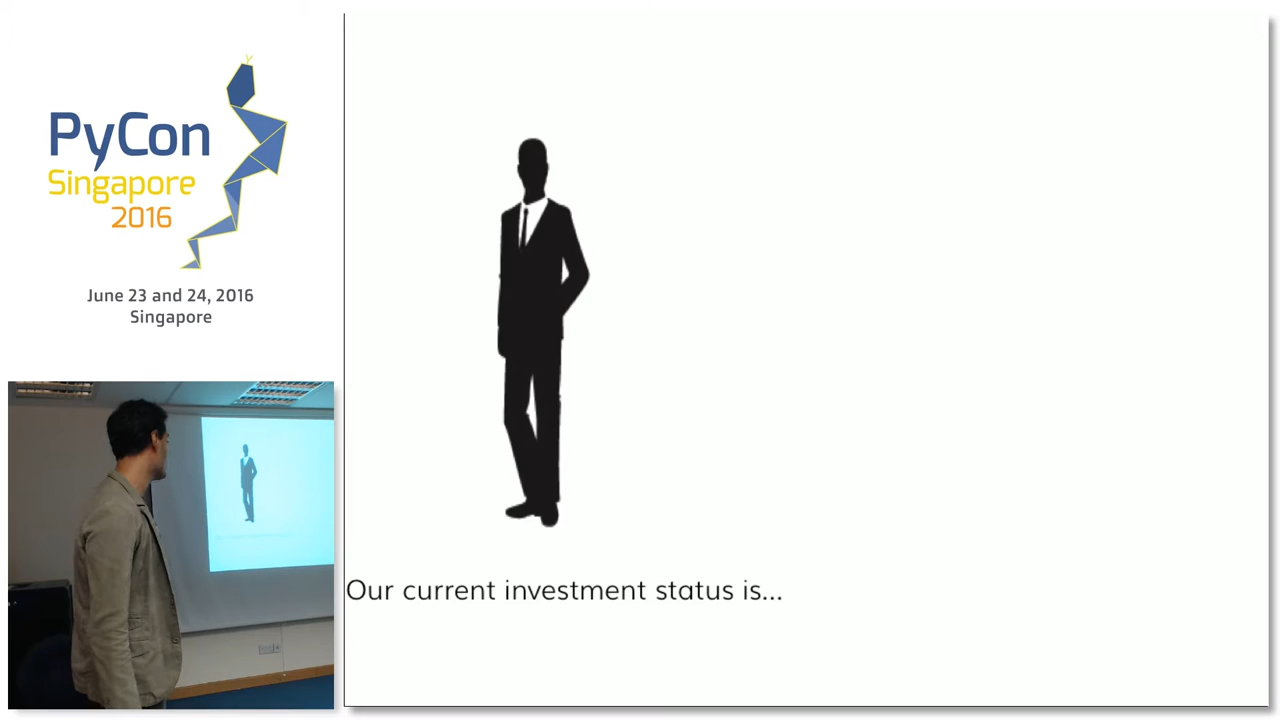 PyCon
Singapore
2016
June 23 and 24, 2016
Singapore
Our current investment status is...